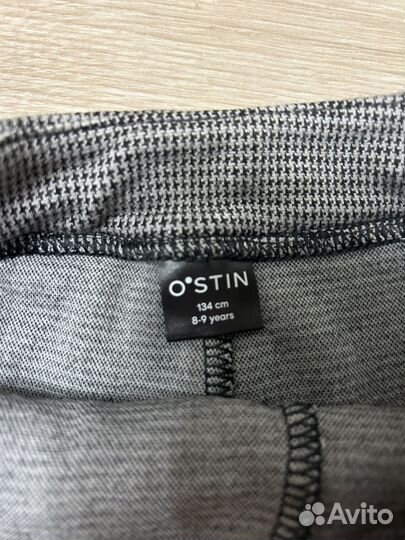 O'STIN
134 cm
8-9 years
Avito